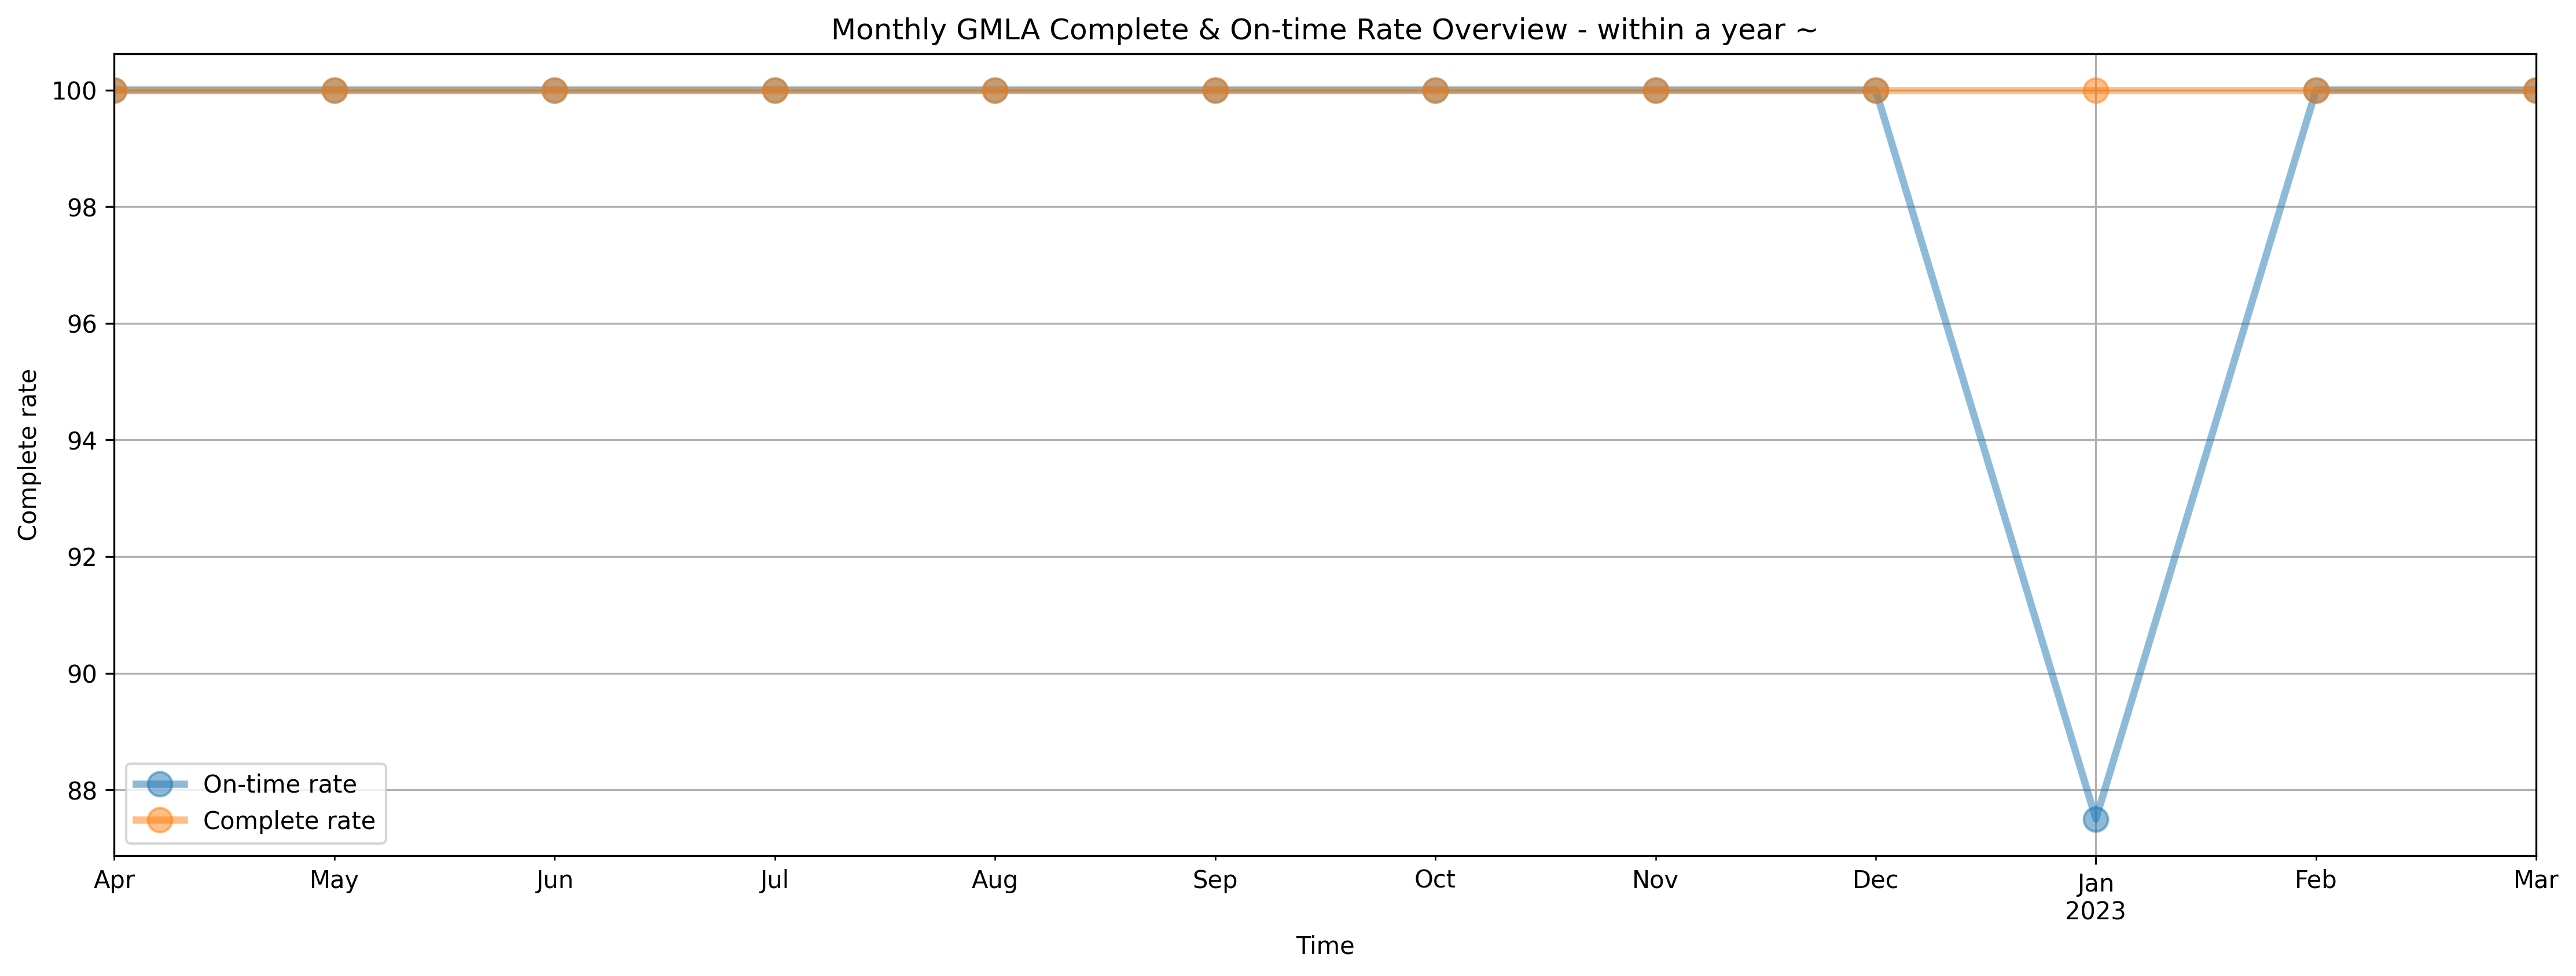 Monthly GMLA Complete & On-time Rate Overview - within a year ~
Complete rate
100
98
96
94
92
90
88
On-time rate
Complete rate
Apr May Jun Jul Aug Sep Oct Nov Dec Jan Feb Mar
2023
Time